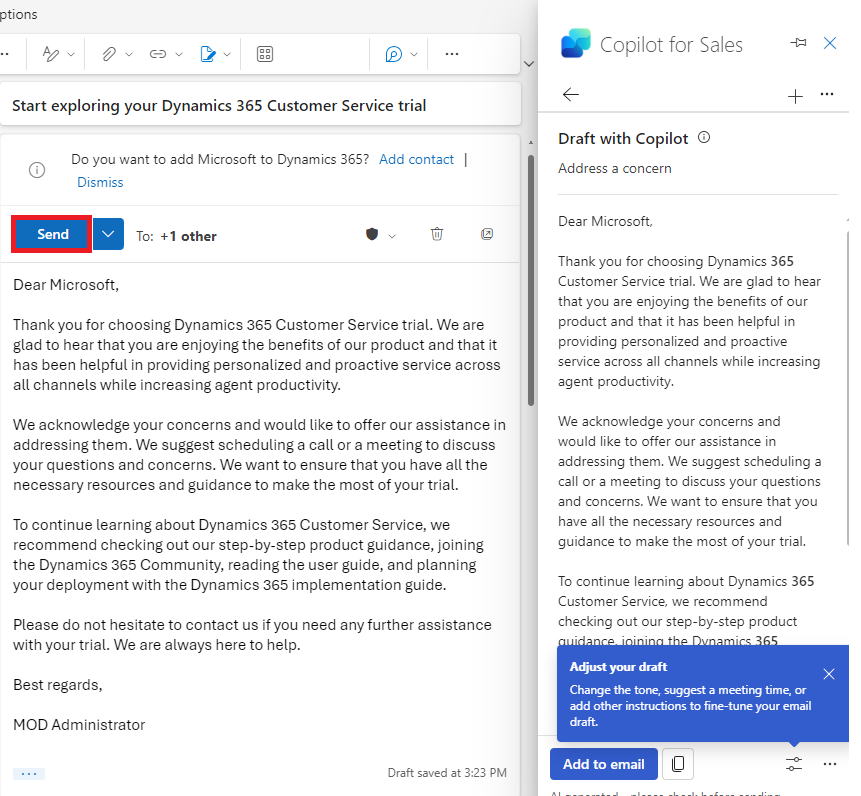 ptions
Start exploring your Dynamics 365 Customer Service trial
Do you want to add Microsoft to Dynamics 365? Add contact |
Dismiss
Send
To: +1 other
Dear Microsoft,
Thank you for choosing Dynamics 365 Customer Service trial. We are
glad to hear that you are enjoying the benefits of our product and that it
has been helpful in providing personalized and proactive service across
all channels while increasing agent productivity.
We acknowledge your concerns and would like to offer our assistance in
addressing them. We suggest scheduling a call or a meeting to discuss
your questions and concerns. We want to ensure that you have all the
necessary resources and guidance to make the most of your trial.
To continue learning about Dynamics 365 Customer Service, we
recommend checking out our step-by-step product guidance, joining
the Dynamics 365 Community, reading the user guide, and planning
your deployment with the Dynamics 365 implementation guide.
Please do not hesitate to contact us if you need any further assistance
with your trial. We are always here to help.
Best regards,
MOD Administrator
Draft saved at 3:23 PM
Copilot for Sales
Draft with Copilot
Address a concern
Dear Microsoft,
Thank you for choosing Dynamics 365
Customer Service trial. We are glad to hear
that you are enjoying the benefits of our
product and that it has been helpful in
providing personalized and proactive
service across all channels while increasing
agent productivity.
We acknowledge your concerns and
would like to offer our assistance in
addressing them. We suggest scheduling a
call or a meeting to discuss your questions
and concerns. We want to ensure that you
have all the necessary resources and
guidance to make the most of your trial.
To continue learning about Dynamics 365
Customer Service, we recommend
checking out our step-by-step product
guidance, joining the Dynamics 365
Adjust your draft
Change the tone, suggest a meeting time, or
add other instructions to fine-tune your email
draft.
Add to email
AI generated - please check before sending